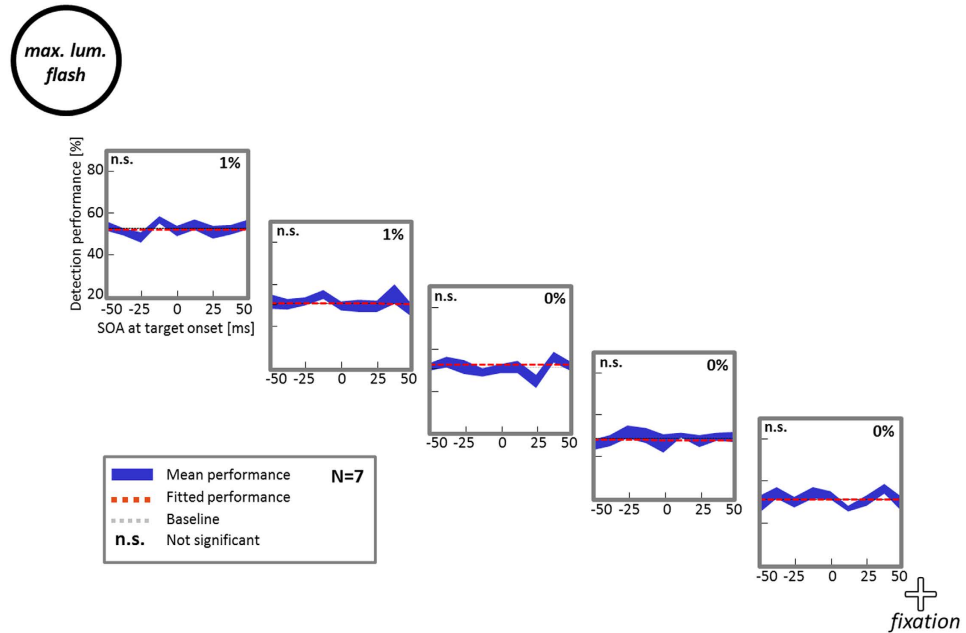 max. lum.
flash
Detection performance [%]
80
60
40
20
n.s.
1%
-50 -25 0 25 50
SOA at target onset [ms]
n.s.
1%
-50 -25 0 25 50
n.s.
0%
-50 -25 0 25 50
n.s.
0%
-50 -25 0 25 50
n.s.
0%
-50 -25 0 25 50
Mean performance N=7
Fitted performance
Baseline
n.s. Not significant
fixation